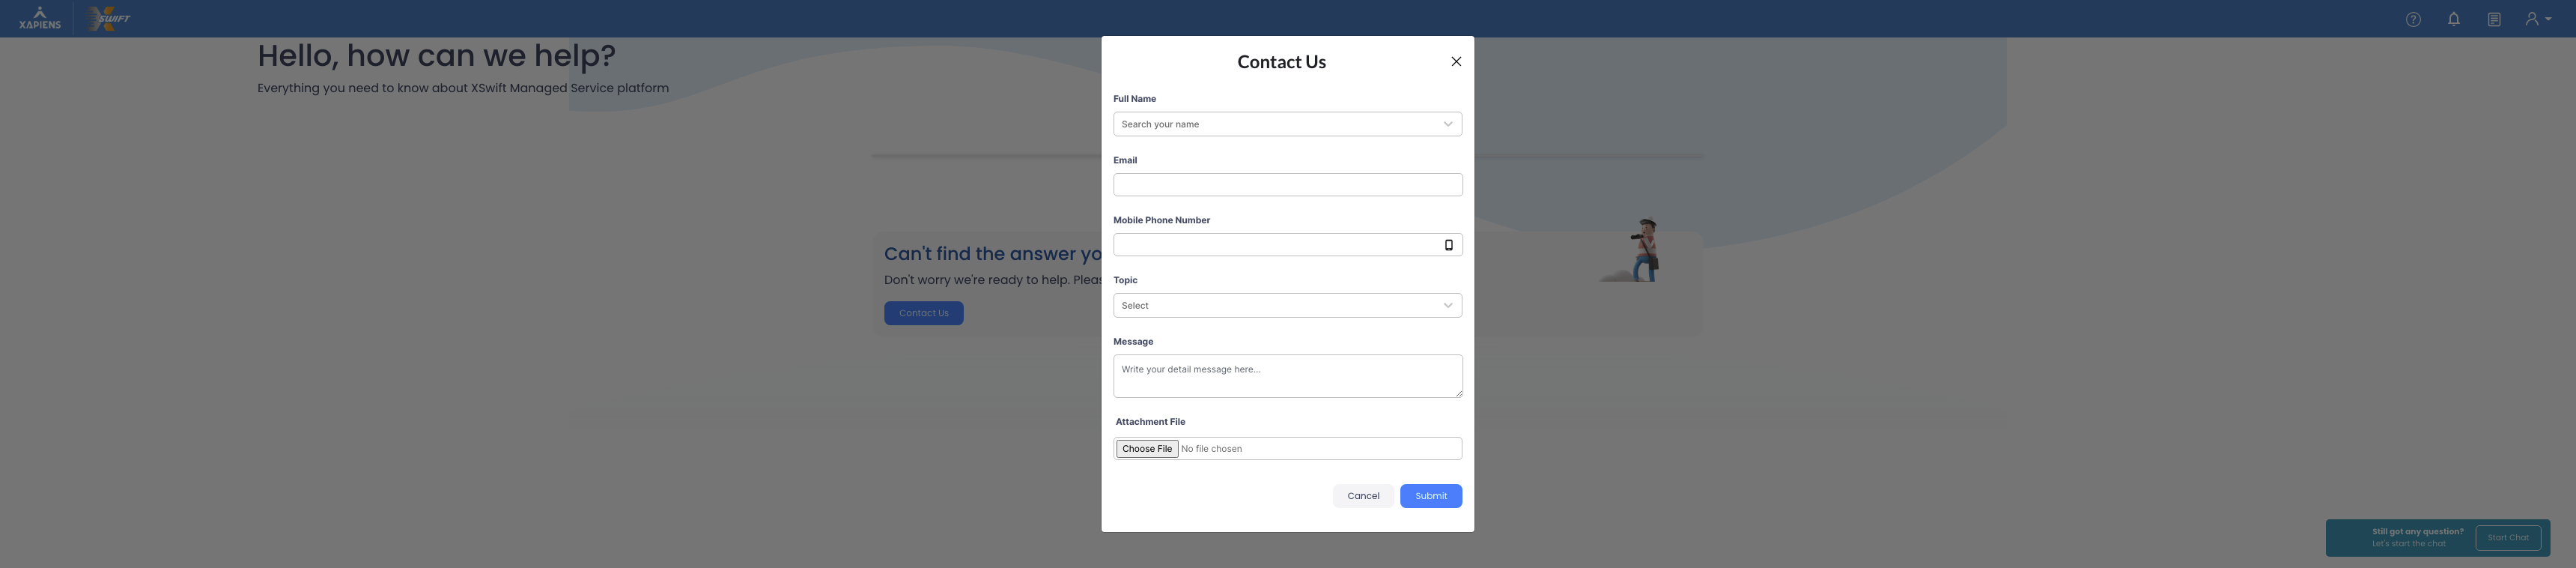 XAPIENS
SWIFT
Hello, how can we help?
Everything you need to know about XSwift Managed Service platform
Can't find the answer yo
Don't worry we're ready to help. Pleas
Contact Us
Contact Us
Full Name
Search your name
Email
Mobile Phone Number
Topic
Select
Message
Write your detail message here...
Attachment File
Choose File No file chosen
Cancel Submit
Still got any question?
Let's start the chat
Start Chat